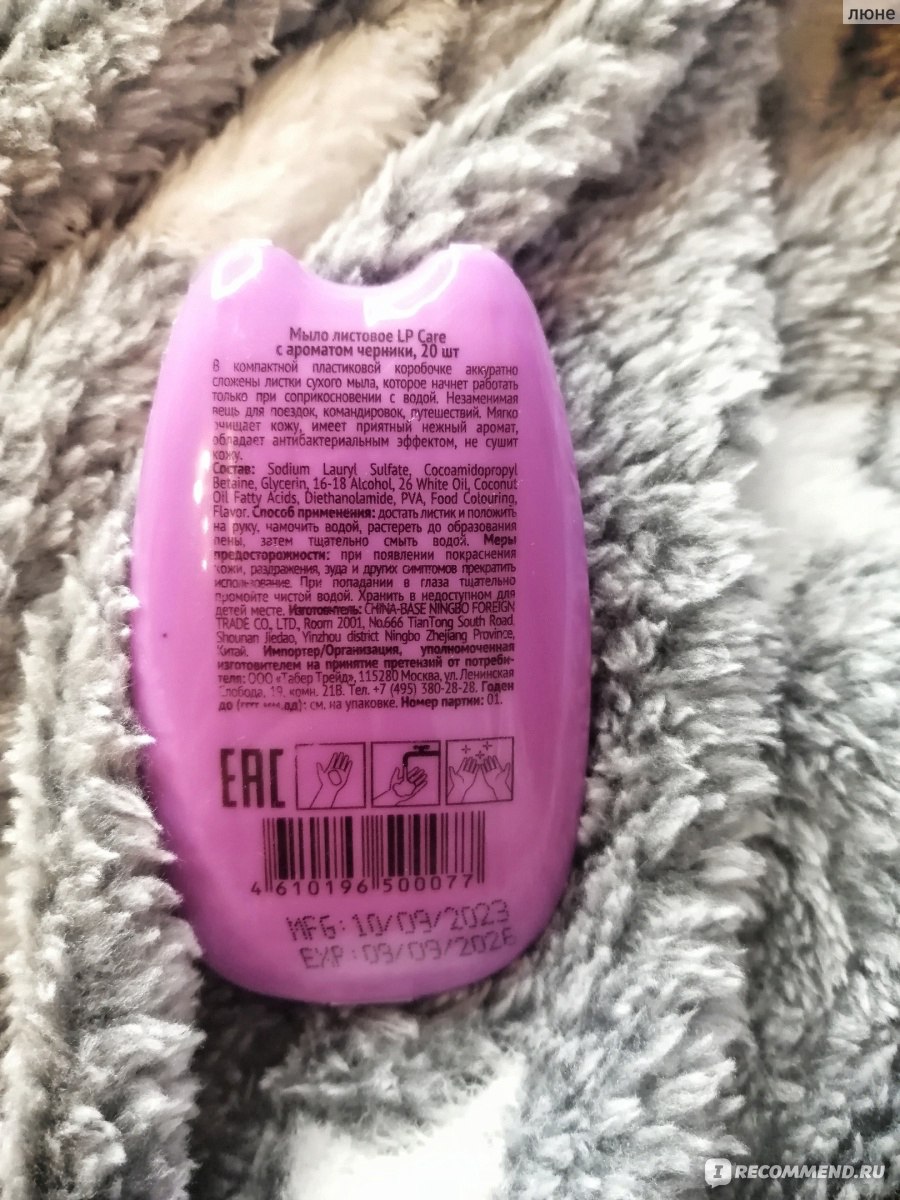 люне
Мыло листовое LP Care
с ароматом черники, 20 шт
В компактной пластиковой коробочке аккуратно
сложены листки сухого мыла, которое начнет работать
только при соприкосновении с водой. Незаменимая
вещь для поездок, командировок, путешествий. Мягко
очищает кожу, имеет приятный нежный аромат,
обладает антибактериальным эффектом, не сушит
кожу.
Состав: Sodium Lauryl Sulfate, Cocoamidopropyl
Betaine, Glycerin, 16-18 Alcohol, 26 White Oil, Coconut
Oil Fatty Acids, Diethanolamide, PVA, Food Colouring,
Flavor. Способ применения: достать листик и положить
на руку, намочить водой, растереть до образования
пены, затем тщательно смыть водой. Меры
предосторожности: при появлении покраснения
кожи, раздражения, зуда и других симптомов прекратить
использование. При попадании в глаза тщательно
промойте чистой водой. Хранить в недоступном для
детей месте. Изготовитель: CHINA-BASE NINGBO FOREIGN
TRADE CO., LTD., Room 2001, No.666 TianTong South Road,
Shounan Jiedao, Yinzhou district Ningbo Zhejiang Province,
Китай. Импортер/Организация, уполномоченная
изготовителем на принятие претензий от потреби-
теля: ООО «Табер Трейд», 115280 Москва, ул. Ленинская
Слобода, 19, комн. 21В. Тел. +7 (495) 380-28-28. Годен
до (гггг.мм.дд): см. на упаковке. Номер партии: 01.
EAC
4 610196 500077
MFG: 10/09/2023
EXP: 09/09/2026
IRECOMMEND.RU